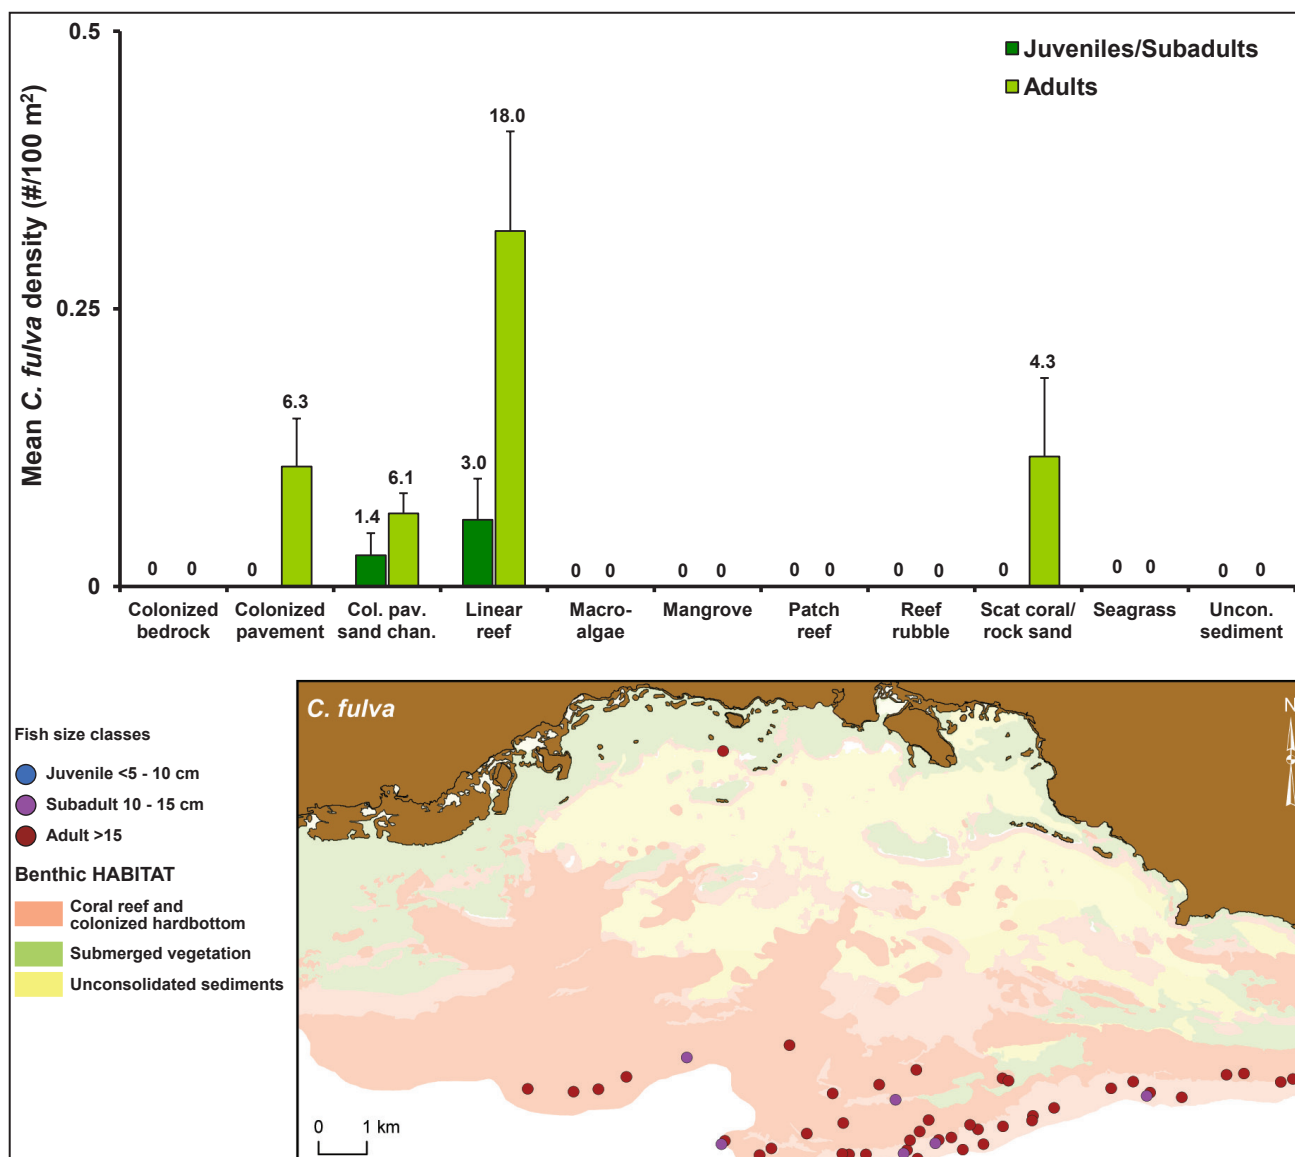 0.5
0.25
0
Mean C. fulva density (#/100 m²)
Juveniles/Subadults
Adults
0 0 0 6.3 1.4 6.1 3.0 18.0 0 0 0 0 0 0 0 0 0 4.3 0 0 0 0
Colonized bedrock
Colonized pavement
Col. pav. sand chan.
Linear reef
Macro-algae
Mangrove
Patch reef
Reef rubble
Scat coral/ rock sand
Seagrass
Uncon. sediment
C. fulva
N
Fish size classes
Juvenile <5 - 10 cm
Subadult 10 - 15 cm
Adult >15
Benthic HABITAT
Coral reef and
colonized hardbottom
Submerged vegetation
Unconsolidated sediments
0 1 km